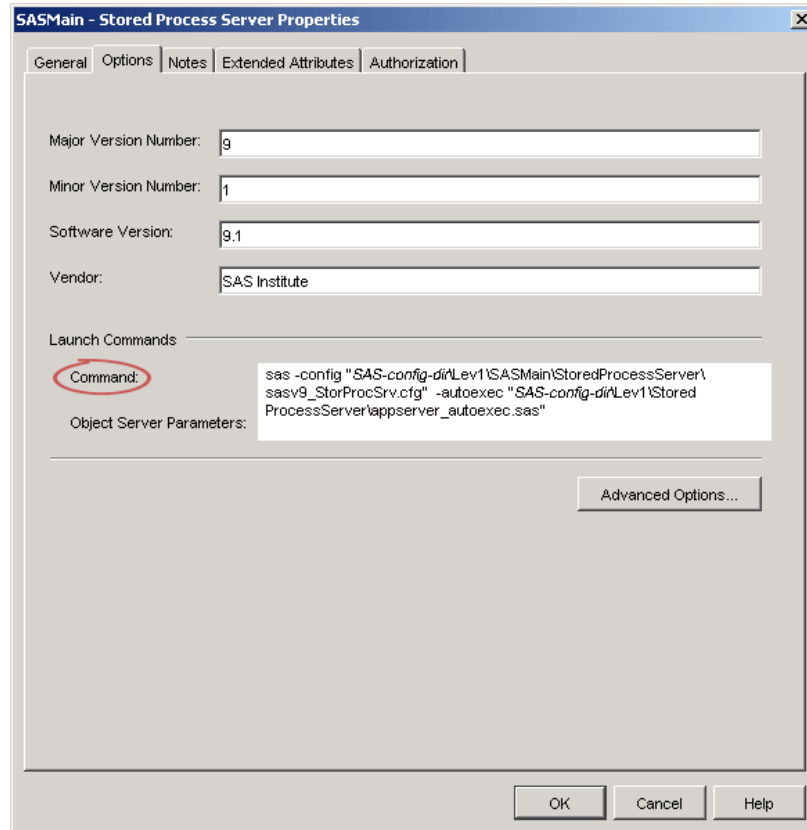 SASMain - Stored Process Server Properties
General Options Notes Extended Attributes Authorization
Major Version Number: 9
Minor Version Number: 1
Software Version: 9.1
Vendor: SAS Institute
Launch Commands
Command: sas -config "SAS-config-dir\Lev1\SASMain\StoredProcessServer\
sasv9_StorProcSrv.cfg" -autoexec "SAS-config-dir\Lev1\Stored
ProcessServer\appserver_autoexec.sas"
Object Server Parameters:
Advanced Options...
OK Cancel Help